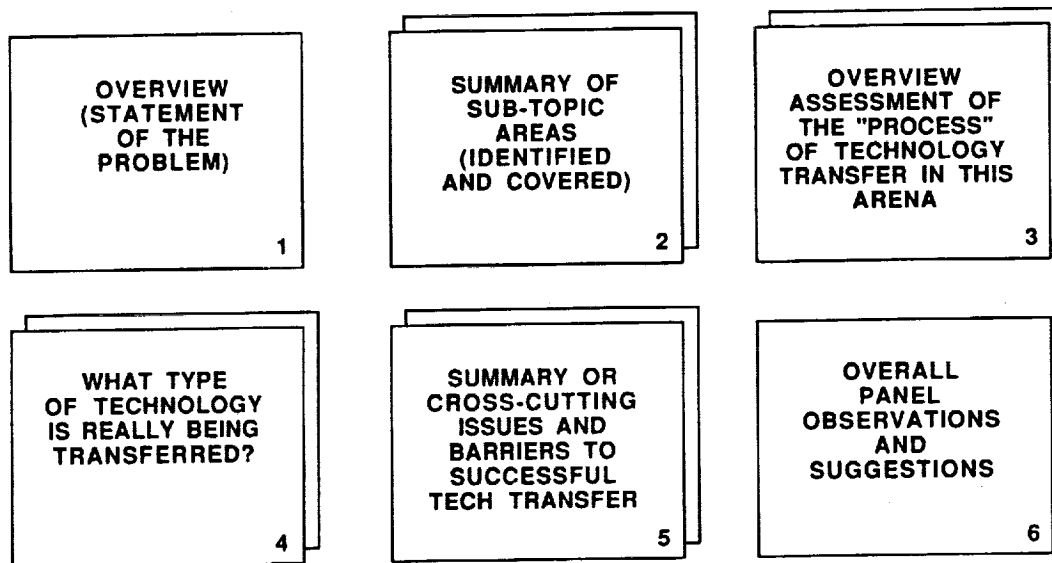 OVERVIEW
(STATEMENT
OF THE
PROBLEM)
1
SUMMARY OF
SUB-TOPIC
AREAS
(IDENTIFIED
AND COVERED)
2
OVERVIEW
ASSESSMENT OF
THE "PROCESS"
OF TECHNOLOGY
TRANSFER IN THIS
ARENA
3
WHAT TYPE
OF TECHNOLOGY
IS REALLY BEING
TRANSFERRED?
4
SUMMARY OR
CROSS-CUTTING
ISSUES AND
BARRIERS TO
SUCCESSFUL
TECH TRANSFER
5
OVERALL
PANEL
OBSERVATIONS
AND
SUGGESTIONS
6